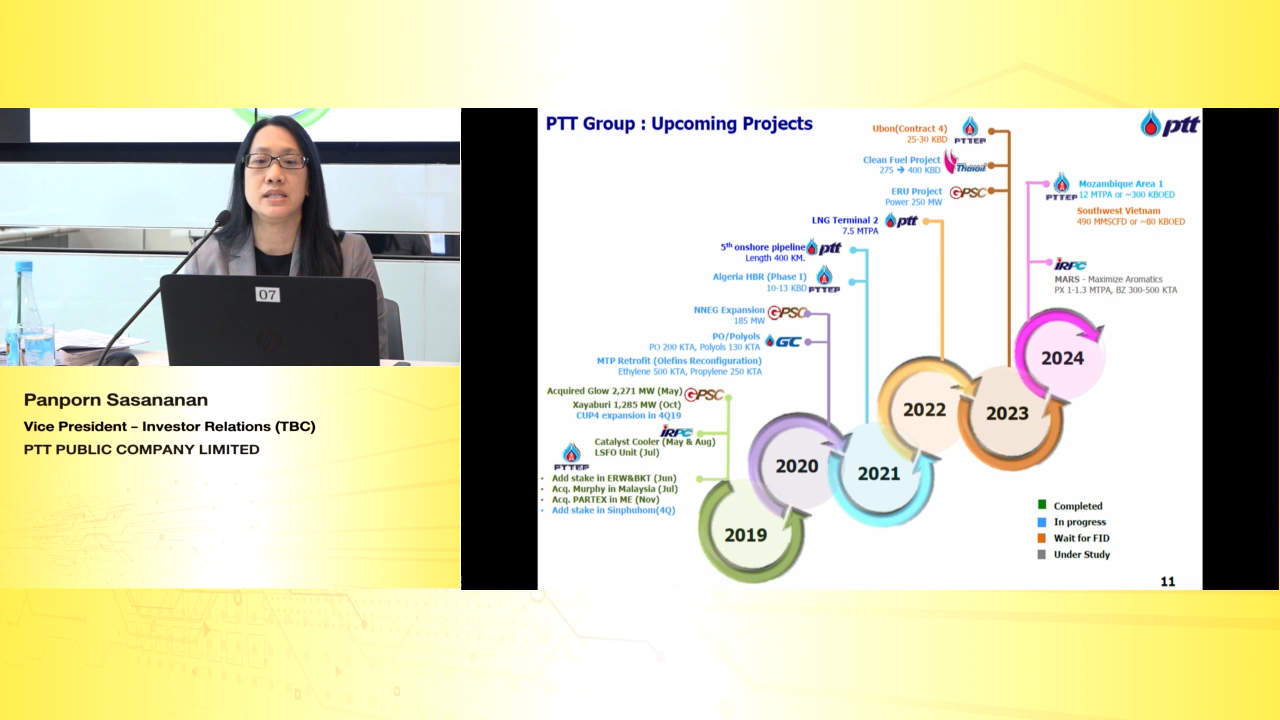 07
Panporn Sasananan
Vice President – Investor Relations (TBC)
PTT PUBLIC COMPANY LIMITED
PTT Group : Upcoming Projects
ptt
Ubon(Contract 4)
25-30 KBD
PTTEP
Clean Fuel Project
275 → 400 KBD
Thaioil
ERU Project
Power 250 MW
GPSC
LNG Terminal 2
7.5 MTPA
ptt
5th onshore pipeline
Length 400 KM.
ptt
Algeria HBR (Phase I)
10-13 KBD
PTTEP
NNEG Expansion
185 MW
GPSC
PO/Polyols
PO 200 KTA, Polyols 130 KTA
GC
MTP Retrofit (Olefins Reconfiguration)
Ethylene 500 KTA, Propylene 250 KTA
Acquired Glow 2,271 MW (May)
GPSC
Xayaburi 1,285 MW (Oct)
CUP4 expansion in 4Q19
IRPC
Catalyst Cooler (May & Aug)
LSFO Unit (Jul)
PTTEP
• Add stake in ERW&BKT (Jun)
• Acq. Murphy in Malaysia (Jul)
• Acq. PARTEX in ME (Nov)
• Add stake in Sinphuhom(4Q)
PTTEP
Mozambique Area 1
12 MTPA or ~300 KBOED
Southwest Vietnam
490 MMSCFD or ~80 KBOED
IRPC
MARS - Maximize Aromatics
PX 1-1.3 MTPA, BZ 300-500 KTA
2019
2020
2021
2022
2023
2024
Completed
In progress
Wait for FID
Under Study
11